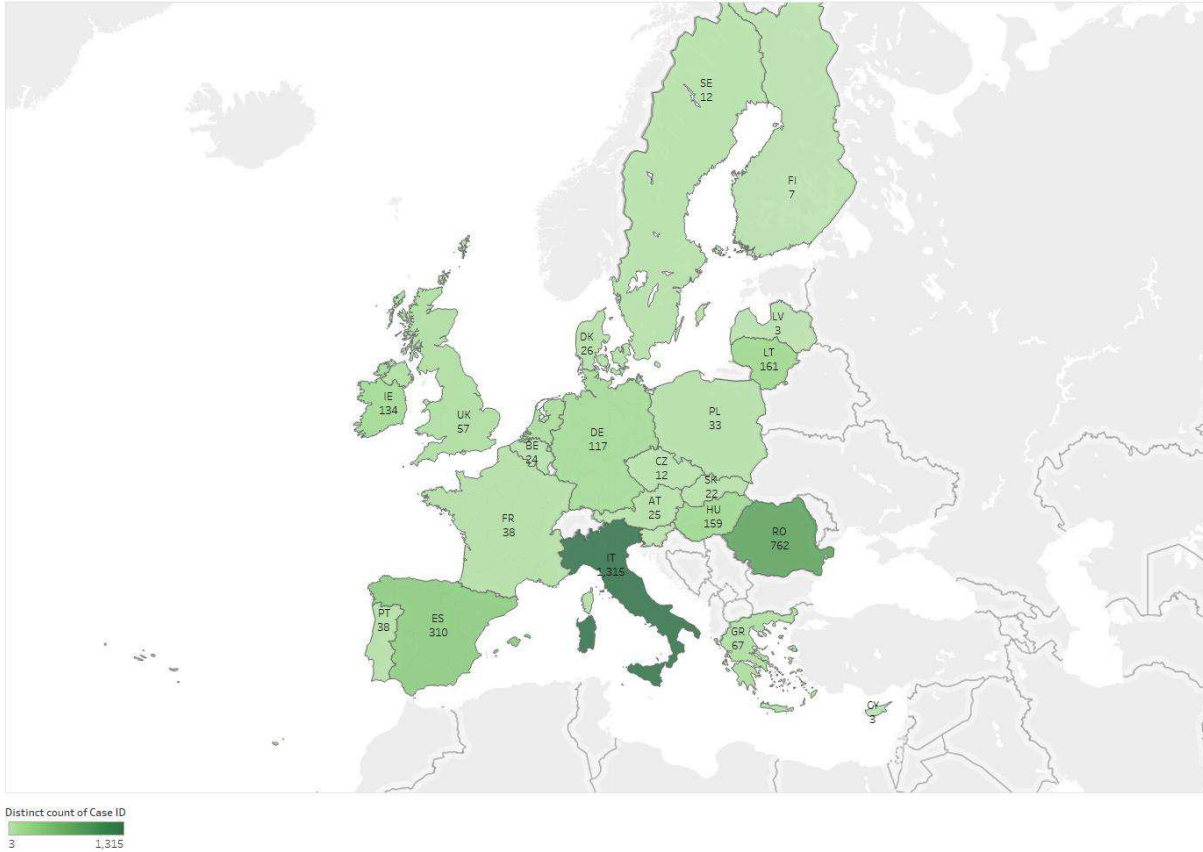 SE
12
FI
7
LV
3
LT
161
DK
26
IE
134
UK
57
PL
33
DE
117
BE
24
CZ
12
SK
22
AT
25
HU
159
FR
38
RO
762
IT
1,315
PT
38
ES
310
GR
67
CY
3
Distinct count of Case ID
3 1,315